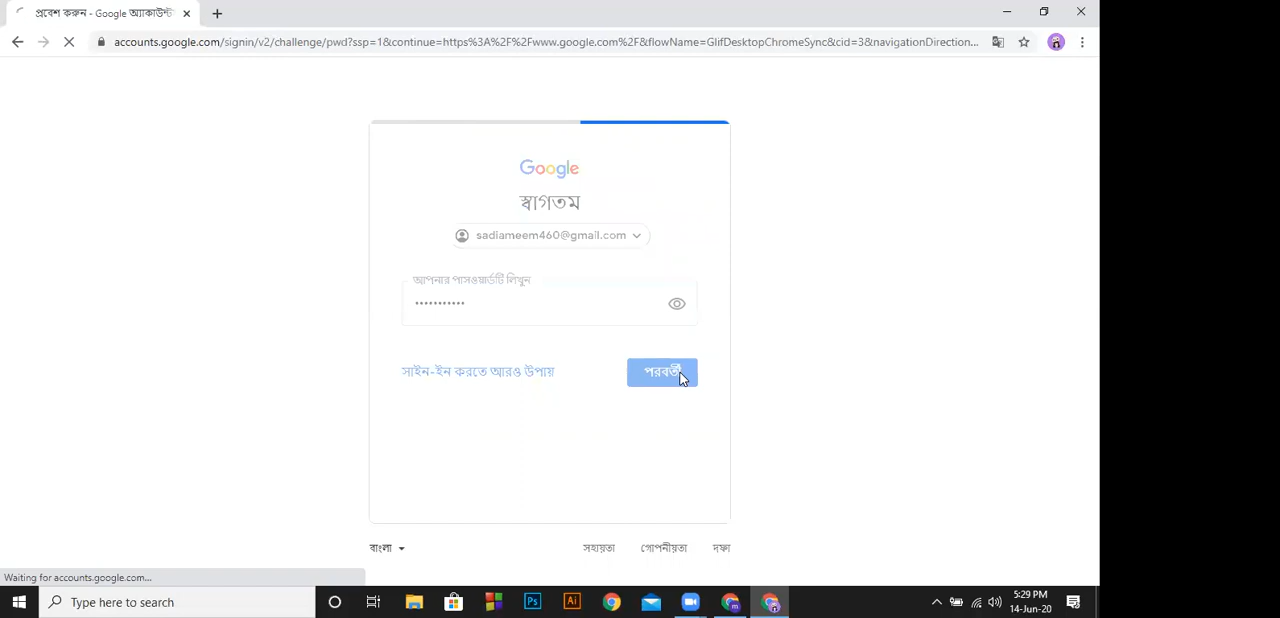 প্রবেশ করুন - Google অ্যাকাউন্ট
accounts.google.com/signin/v2/challenge/pwd?ssp=1&continue=https%3A%2F%2Fwww.google.com%2F&flowName=GlifDesktopChromeSync&cid=3&navigationDirection...
Google
স্বাগতম
sadiameem460@gmail.com
আপনার পাসওয়ার্ডটি লিখুন
•••••••••••
সাইন-ইন করতে আরও উপায়
পরবর্তী
বাংলা
সহায়তা
গোপনীয়তা
দফা
Waiting for accounts.google.com...
Type here to search
Ps
Ai
5:29 PM
14-Jun-20